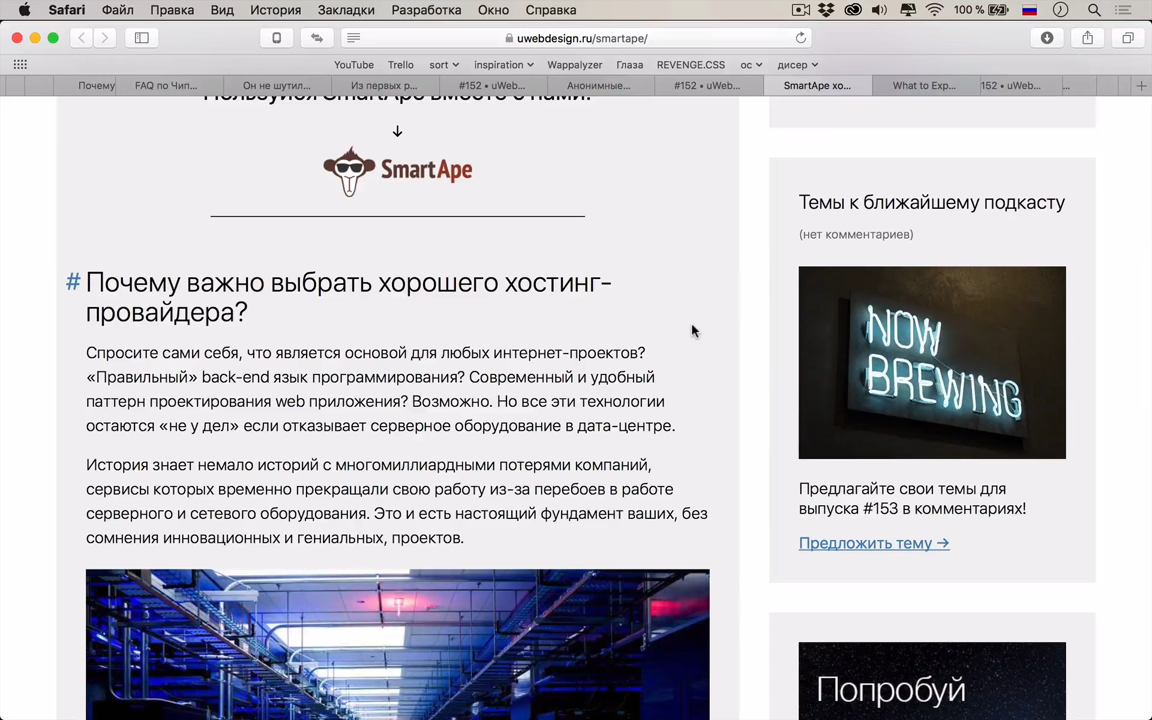 Safari Файл Правка Вид История Закладки Разработка Окно Справка 100 %
uwebdesign.ru/smartape/
YouTube Trello sort inspiration Wappalyzer Глаза REVENGE.CSS ос дисер
Почему FAQ по Чип... Он не шутил... Из первых р... #152 • uWeb... Анонимные... #152 • uWeb... SmartApe хо... What to Exp... 152 • uWeb... ...
Пользуйся SmartApe вместе с нами!
↓
SmartApe
# Почему важно выбрать хорошего хостинг-
провайдера?
Спросите сами себя, что является основой для любых интернет-проектов?
«Правильный» back-end язык программирования? Современный и удобный
паттерн проектирования web приложения? Возможно. Но все эти технологии
остаются «не у дел» если отказывает серверное оборудование в дата-центре.
История знает немало историй с многомиллиардными потерями компаний,
сервисы которых временно прекращали свою работу из-за перебоев в работе
серверного и сетевого оборудования. Это и есть настоящий фундамент ваших, без
сомнения инновационных и гениальных, проектов.
Темы к ближайшему подкасту
(нет комментариев)
NOW
BREWING
Предлагайте свои темы для
выпуска #153 в комментариях!
Предложить тему →
Попробуй